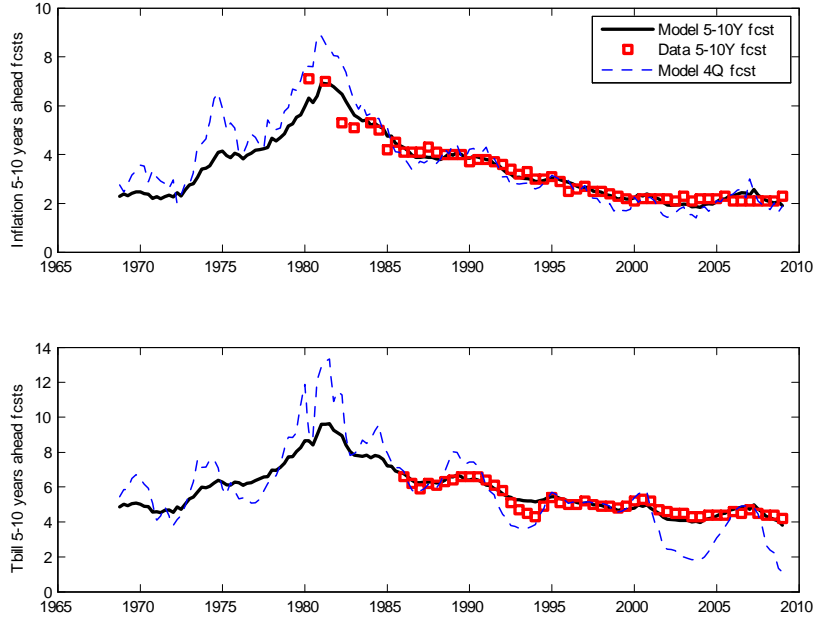 10
8
6
4
2
0
Inflation 5-10 years ahead fcsts
Model 5-10Y fcst
Data 5-10Y fcst
Model 4Q fcst
1965 1970 1975 1980 1985 1990 1995 2000 2005 2010
14
12
10
8
6
4
2
0
Tbill 5-10 years ahead fcsts
1965 1970 1975 1980 1985 1990 1995 2000 2005 2010